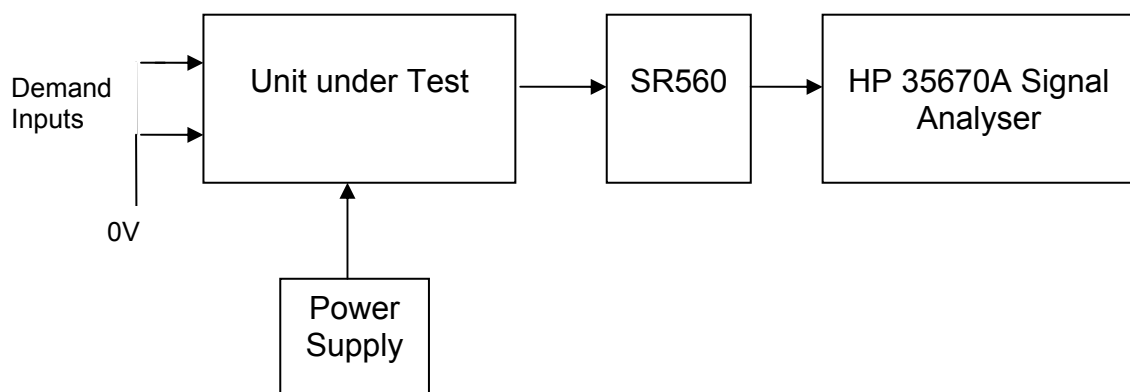 Demand
Inputs
0V
Unit under Test
SR560
HP 35670A Signal
Analyser
Power
Supply